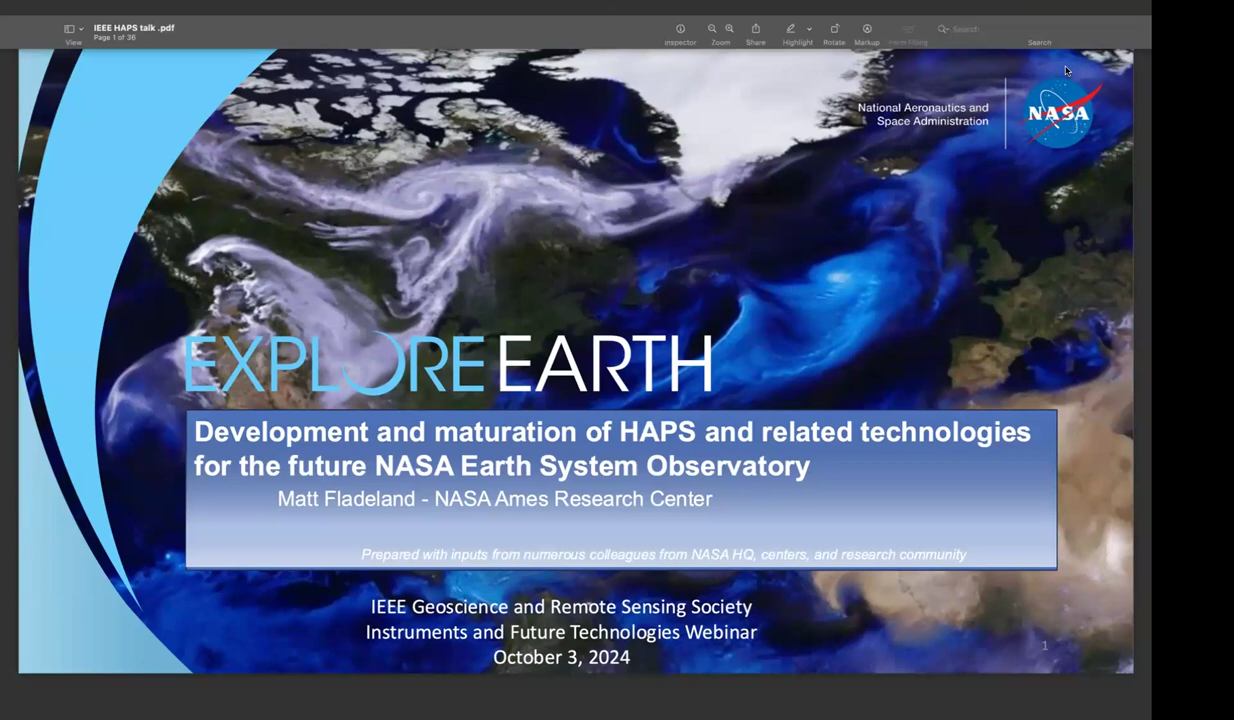 IEEE HAPS talk .pdf
Page 1 of 36
View
Inspector
Zoom
Share
Highlight
Rotate
Markup
Form Filling
Search
Search
National Aeronautics and
Space Administration
NASA
EXPLORE EARTH
Development and maturation of HAPS and related technologies
for the future NASA Earth System Observatory
Matt Fladeland - NASA Ames Research Center
Prepared with inputs from numerous colleagues from NASA HQ, centers, and research community
IEEE Geoscience and Remote Sensing Society
Instruments and Future Technologies Webinar
October 3, 2024
1